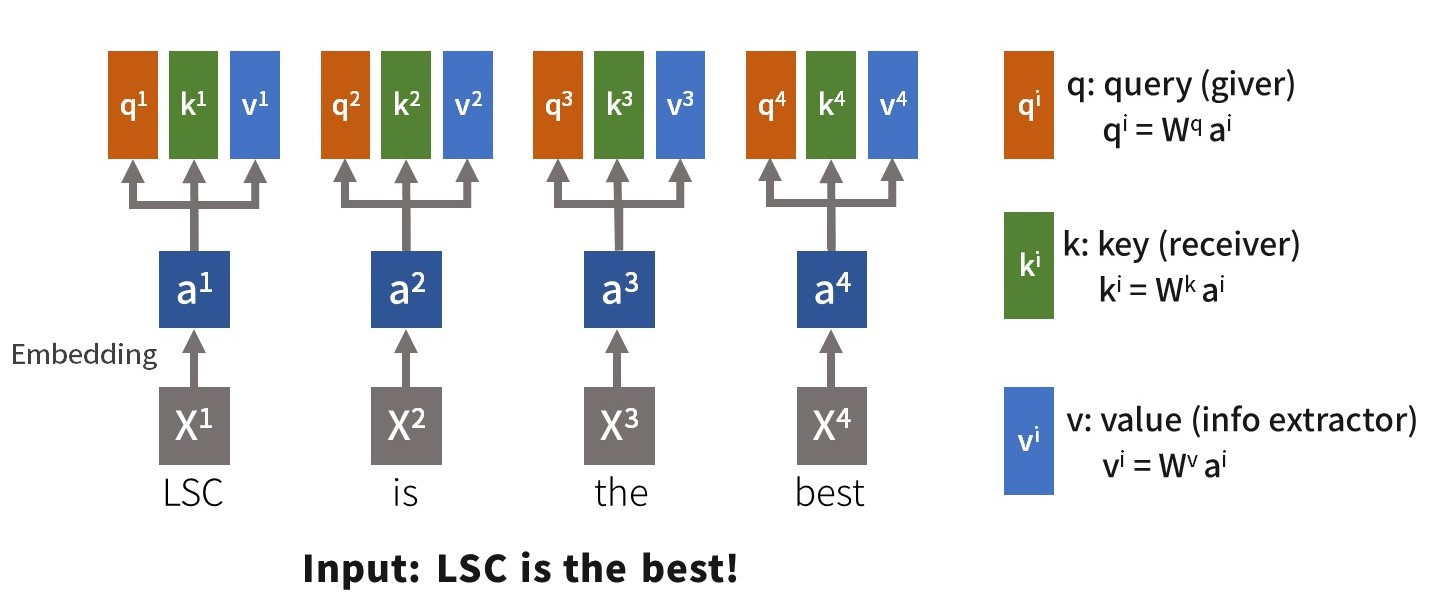 q¹ k¹ v¹ q² k² v² q³ k³ v³ q⁴ k⁴ v⁴
a¹ a² a³ a⁴
Embedding
X¹ X² X³ X⁴
LSC is the best
Input: LSC is the best!
qⁱ
q: query (giver)
qⁱ = W^q aⁱ
kⁱ
k: key (receiver)
kⁱ = Wᵏ aⁱ
vⁱ
v: value (info extractor)
vⁱ = Wᵛ aⁱ